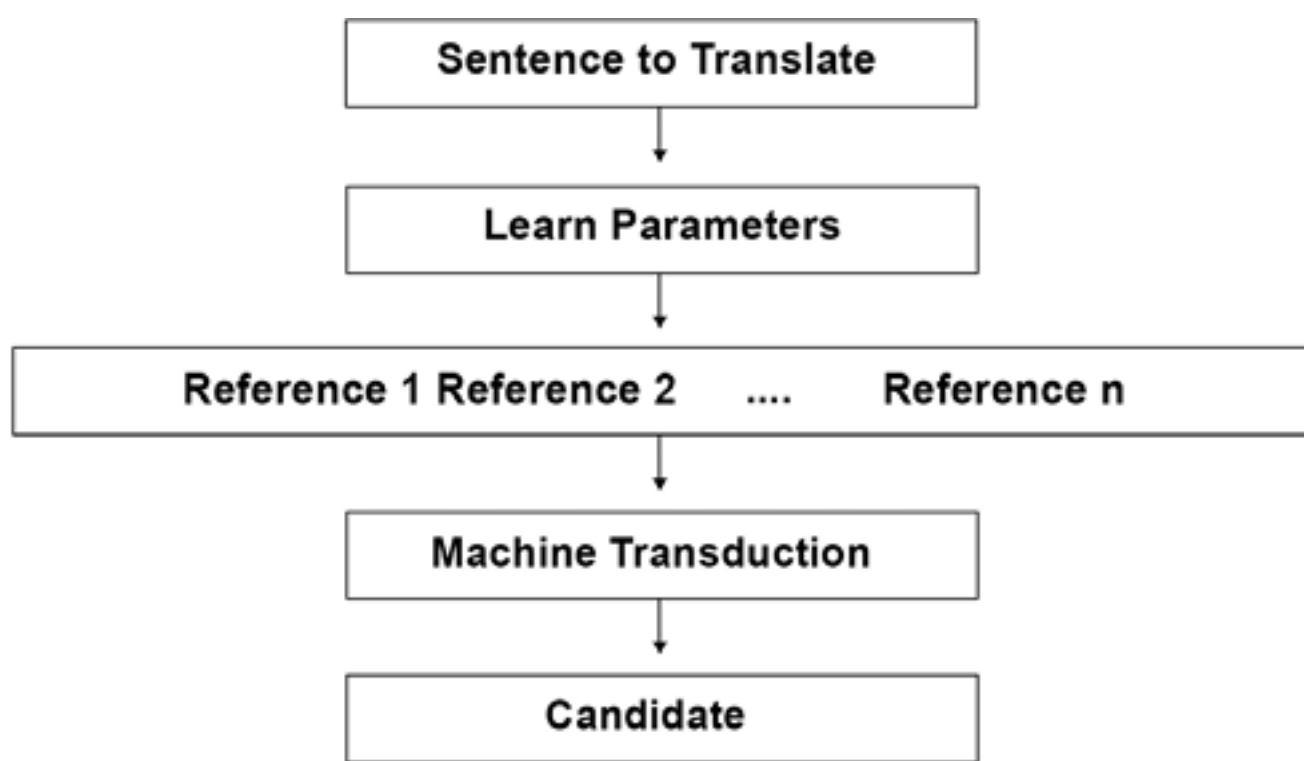 Sentence to Translate
Learn Parameters
Reference 1 Reference 2 .... Reference n
Machine Transduction
Candidate